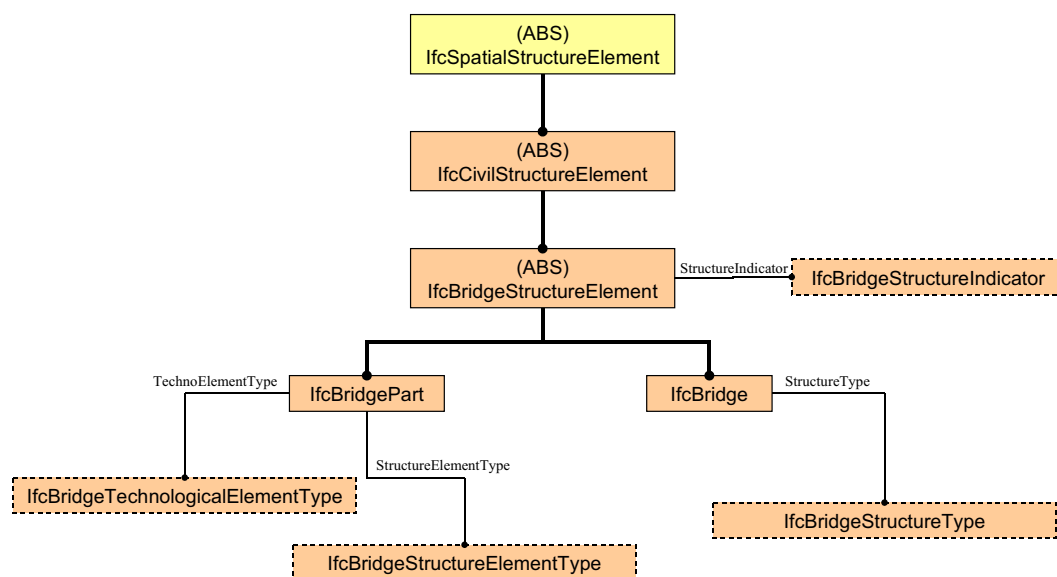 (ABS)
IfcSpatialStructureElement
(ABS)
IfcCivilStructureElement
(ABS)
IfcBridgeStructureElement
StructureIndicator
IfcBridgeStructureIndicator
TechnoElementType
IfcBridgePart
IfcBridge
StructureType
StructureElementType
IfcBridgeTechnologicalElementType
IfcBridgeStructureType
IfcBridgeStructureElementType